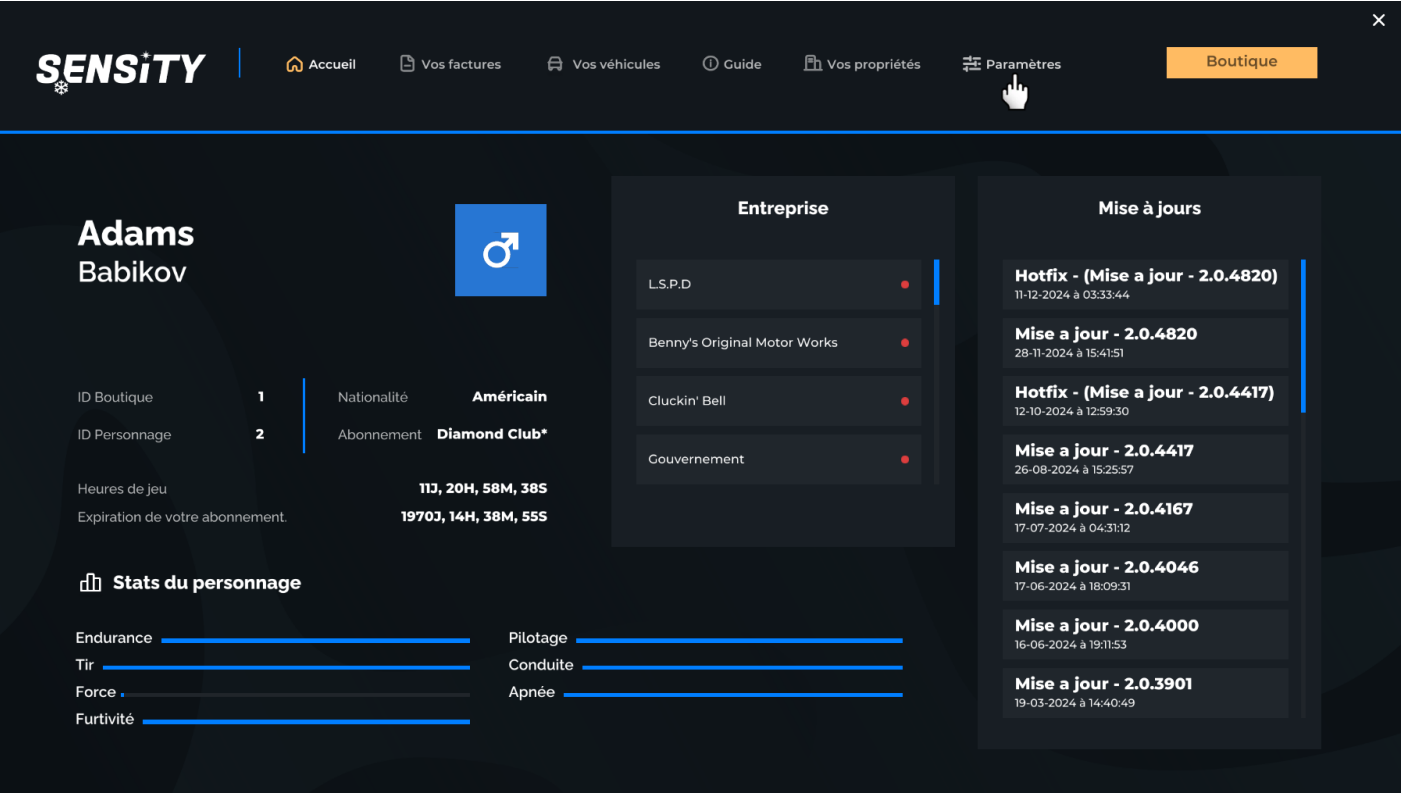 SENSiTY
Accueil
Vos factures
Vos véhicules
Guide
Vos propriétés
Paramètres
Boutique
Adams
Babikov
ID Boutique 1
Nationalité Américain
ID Personnage 2
Abonnement Diamond Club*
Heures de jeu 11J, 20H, 58M, 38S
Expiration de votre abonnement. 1970J, 14H, 38M, 55S
Stats du personnage
Endurance
Tir
Force
Furtivité
Pilotage
Conduite
Apnée
Entreprise
L.S.P.D
Benny's Original Motor Works
Cluckin' Bell
Gouvernement
Mise à jours
Hotfix - (Mise a jour - 2.0.4820)
11-12-2024 à 03:33:44
Mise a jour - 2.0.4820
28-11-2024 à 15:41:51
Hotfix - (Mise a jour - 2.0.4417)
12-10-2024 à 12:59:30
Mise a jour - 2.0.4417
26-08-2024 à 15:25:57
Mise a jour - 2.0.4167
17-07-2024 à 04:31:12
Mise a jour - 2.0.4046
17-06-2024 à 18:09:31
Mise a jour - 2.0.4000
16-06-2024 à 19:11:53
Mise a jour - 2.0.3901
19-03-2024 à 14:40:49